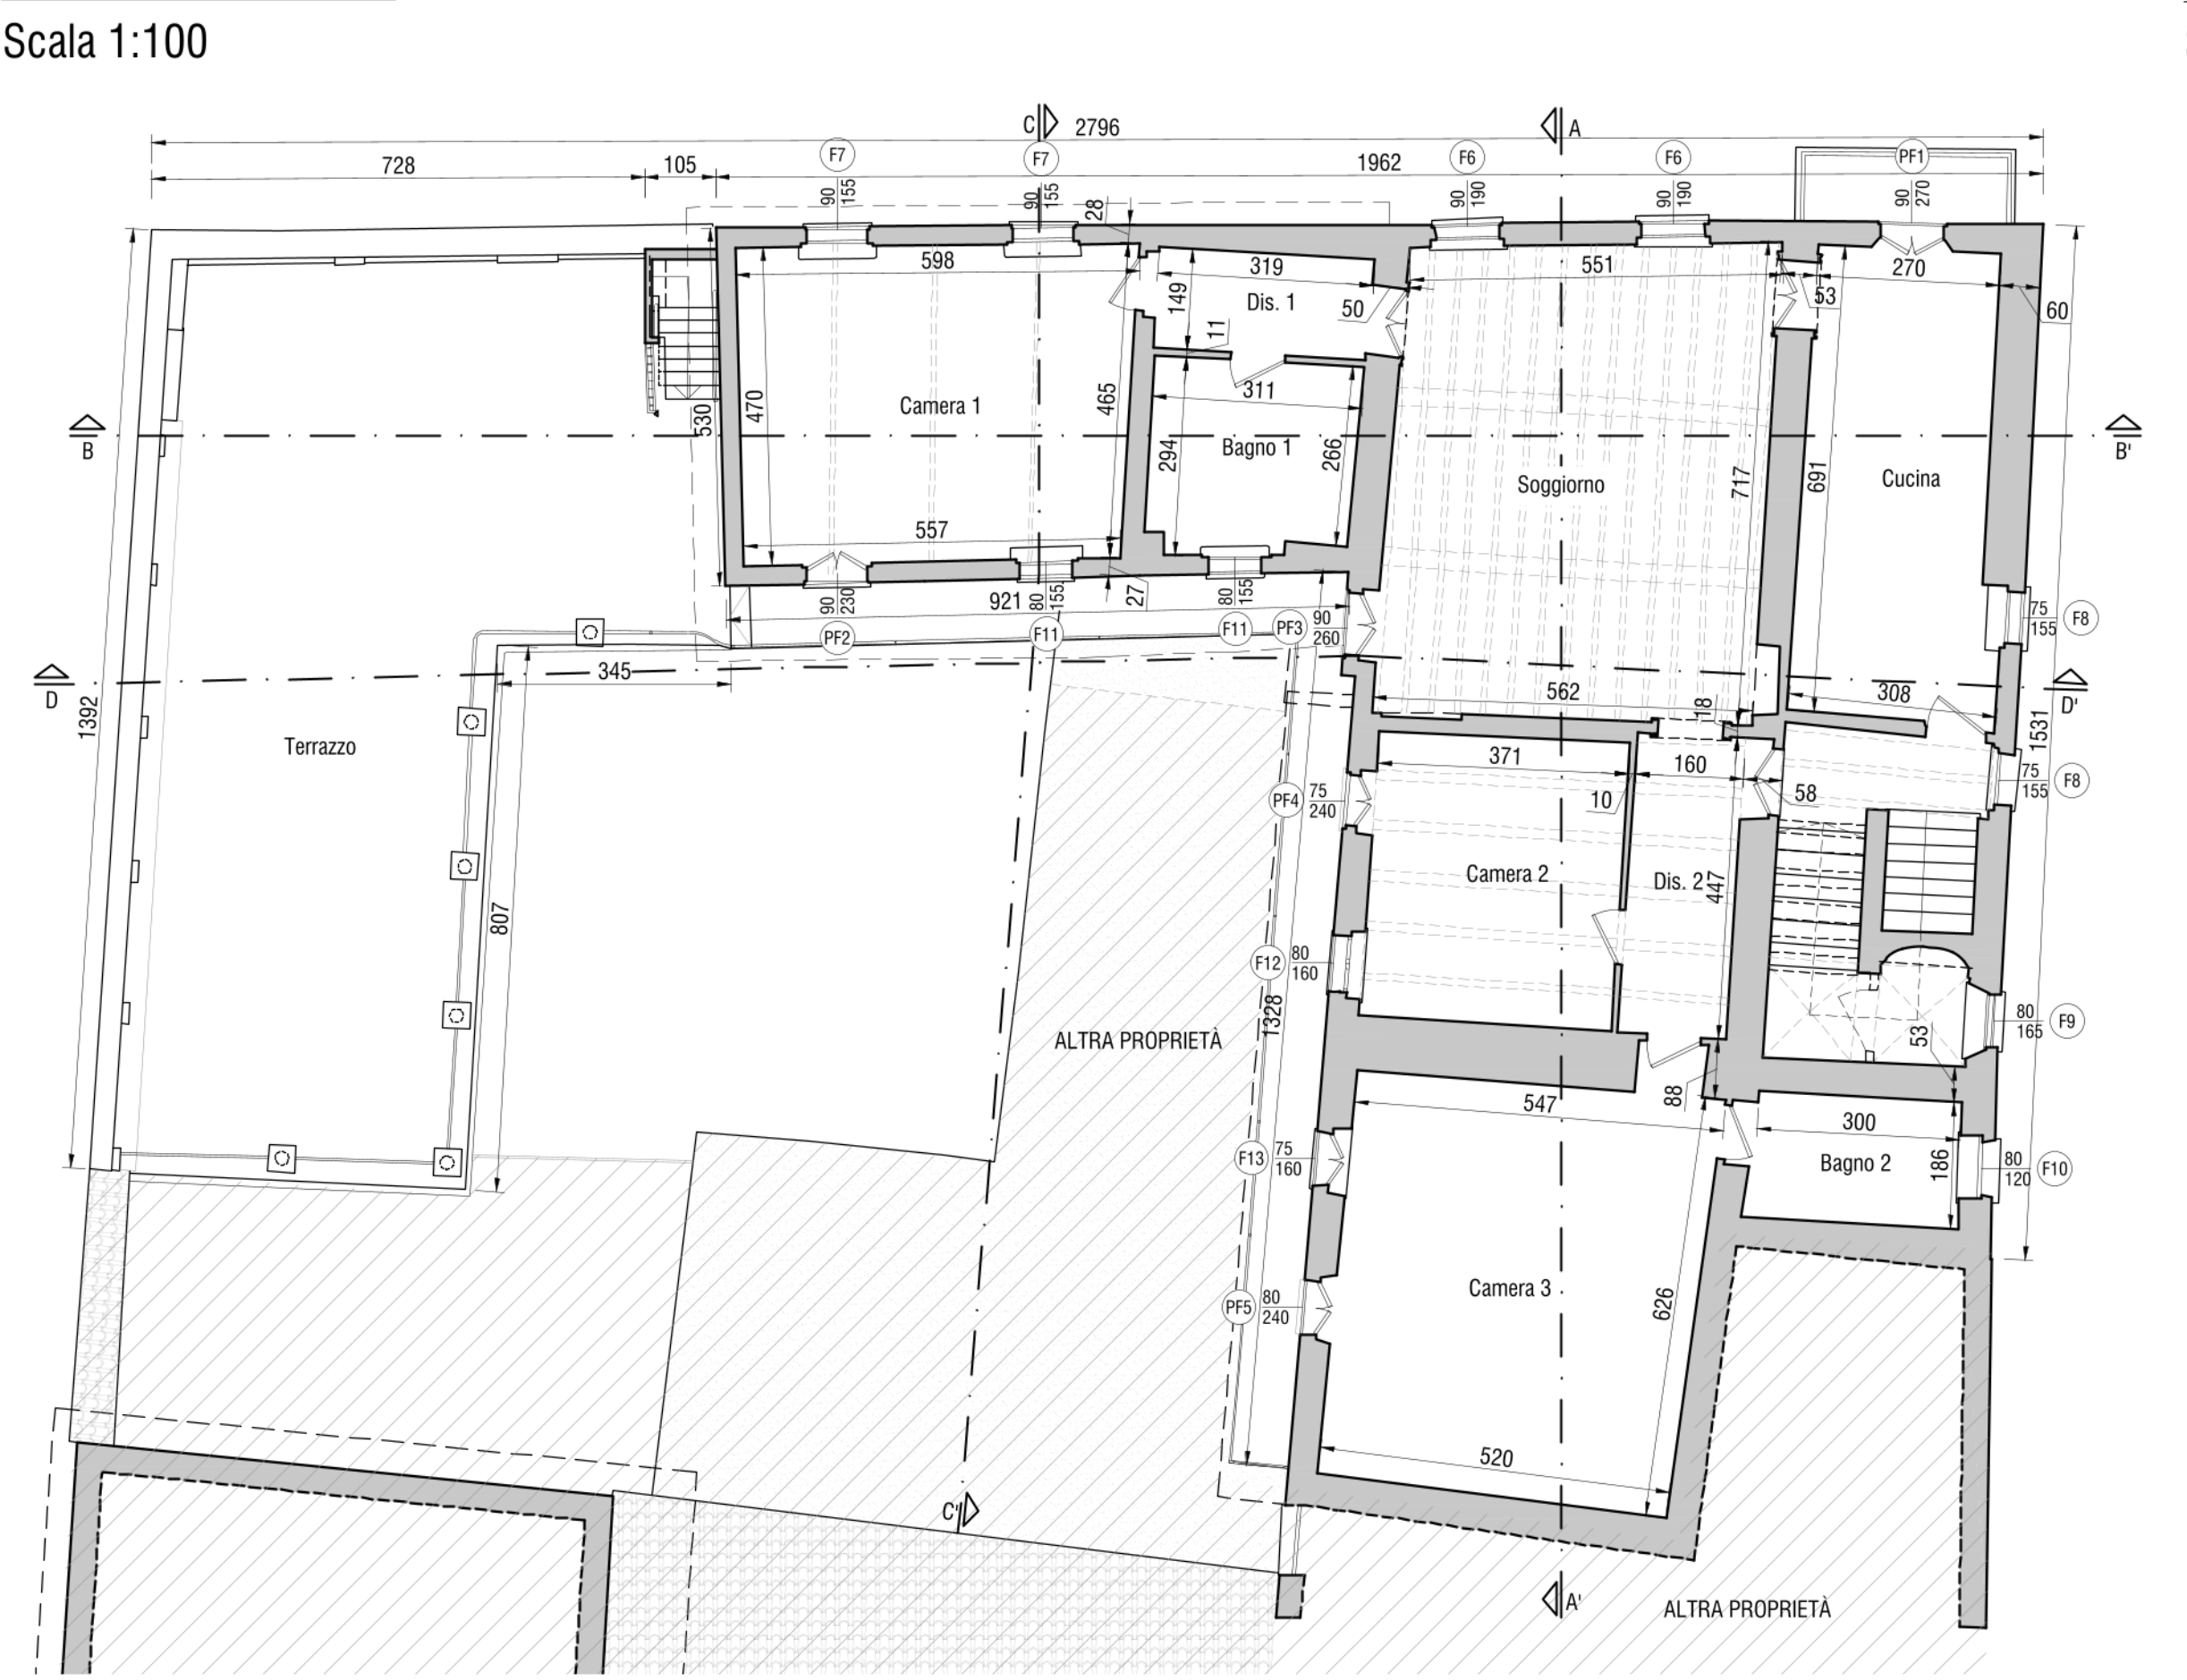 Scala 1:100
C
2796
A
728
105
1962
F7
F7
F6
F6
PF1
90
155
90
155
28
90
190
90
190
90
270
598
319
551
270
149
Dis. 1
50
53
60
11
470
530
Camera 1
465
311
Bagno 1
294
266
Soggiorno
717
691
Cucina
B
B'
557
921
90
230
80
155
27
80
155
PF2
F11
F11
PF3
90
260
75
155
F8
D
345
562
18
308
D'
1392
1531
Terrazzo
371
160
10
58
75
155
F8
PF4
75
240
807
Camera 2
Dis. 2
447
F12
80
160
1328
ALTRA PROPRIETÀ
53
80
165
F9
547
88
300
F13
75
160
Bagno 2
186
80
120
F10
Camera 3
626
PF5
80
240
520
C'
A'
ALTRA PROPRIETÀ